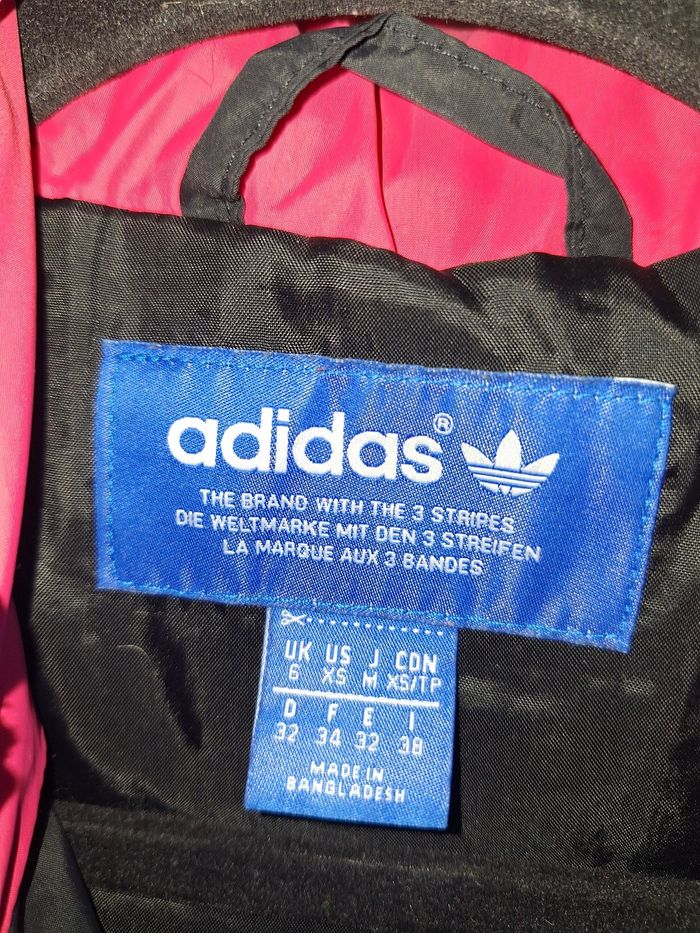 adidas®
THE BRAND WITH THE 3 STRIPES
DIE WELTMARKE MIT DEN 3 STREIFEN
LA MARQUE AUX 3 BANDES
UK US J CDN
6 XS M XS/TP
D F E I
32 34 32 38
MADE IN
BANGLADESH